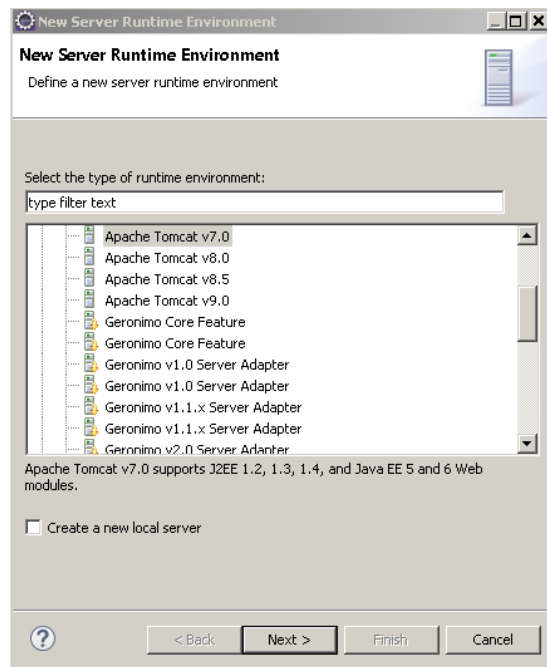 New Server Runtime Environment
New Server Runtime Environment
Define a new server runtime environment
Select the type of runtime environment:
type filter text
Apache Tomcat v7.0
Apache Tomcat v8.0
Apache Tomcat v8.5
Apache Tomcat v9.0
Geronimo Core Feature
Geronimo Core Feature
Geronimo v1.0 Server Adapter
Geronimo v1.0 Server Adapter
Geronimo v1.1.x Server Adapter
Geronimo v1.1.x Server Adapter
Geronimo v2.0 Server Adapter
Apache Tomcat v7.0 supports J2EE 1.2, 1.3, 1.4, and Java EE 5 and 6 Web
modules.
Create a new local server
? < Back Next > Finish Cancel